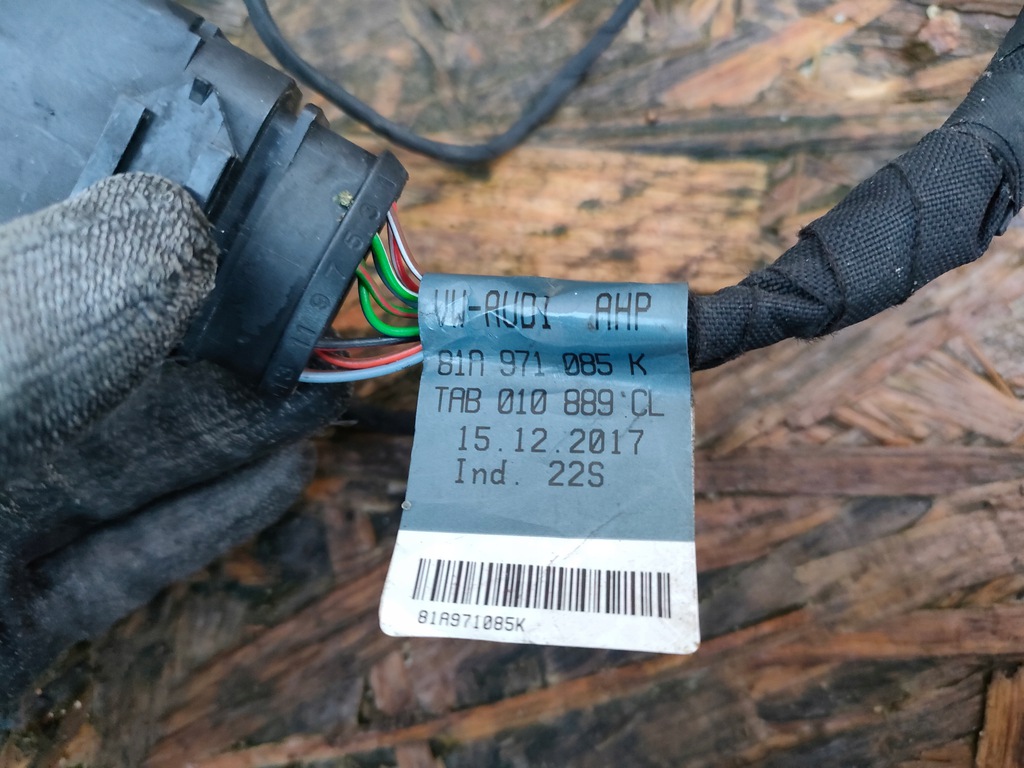 VW-AUDI AHP
81A 971 085 K
TAB 010 889 CL
15.12.2017
Ind. 22S
81A971085K